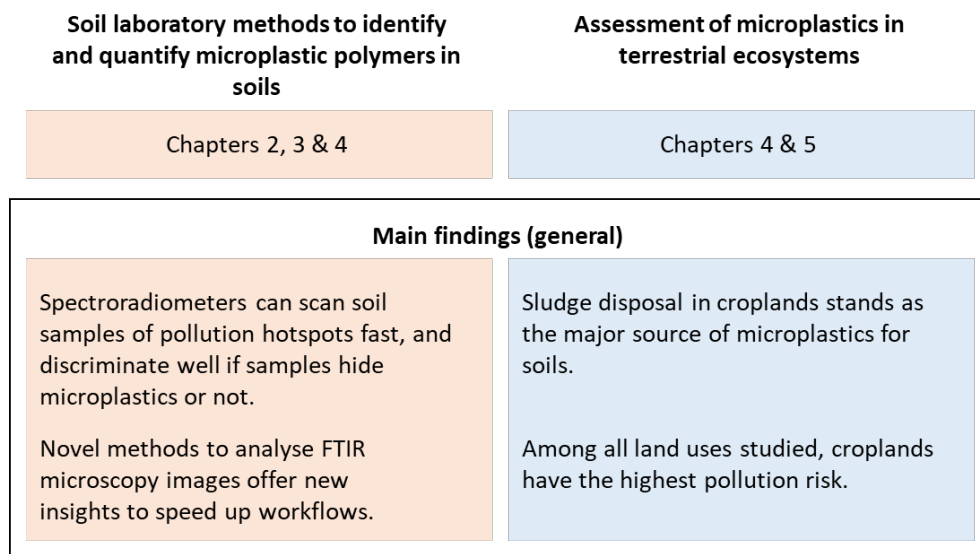 Soil laboratory methods to identify
and quantify microplastic polymers in
soils
Assessment of microplastics in
terrestrial ecosystems
Chapters 2, 3 & 4
Chapters 4 & 5
Main findings (general)
Spectroradiometers can scan soil
samples of pollution hotspots fast, and
discriminate well if samples hide
microplastics or not.
Novel methods to analyse FTIR
microscopy images offer new
insights to speed up workflows.
Sludge disposal in croplands stands as
the major source of microplastics for
soils.
Among all land uses studied, croplands
have the highest pollution risk.